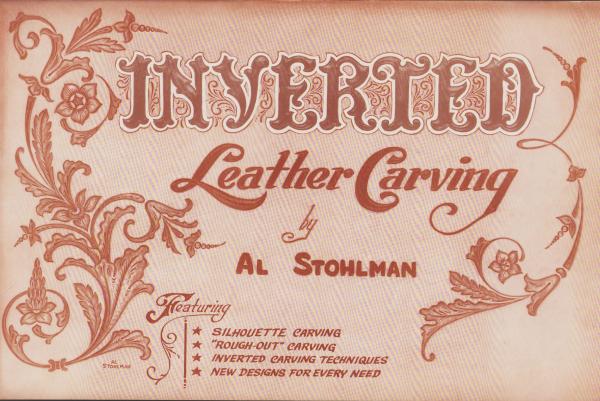 INVERTED
Leather Carving
by
AL STOHLMAN
Featuring
★ SILHOUETTE CARVING
★ "ROUGH-OUT" CARVING
★ INVERTED CARVING TECHNIQUES
★ NEW DESIGNS FOR EVERY NEED
AL
STOHLMAN